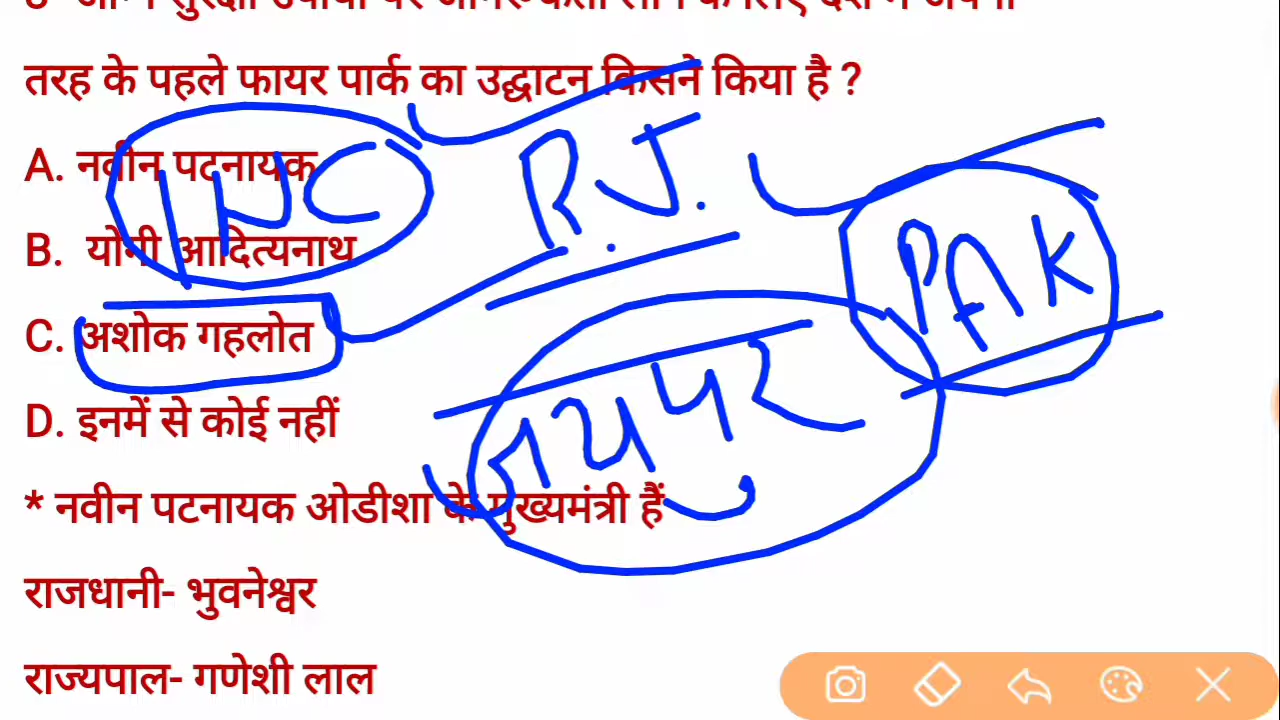 तरह के पहले फायर पार्क का उद्घाटन किसने किया है ?
A. नवीन पटनायक
INC
R.J.
B. योगी आदित्यनाथ
PAK
C. अशोक गहलोत
D. इनमें से कोई नहीं
जयपुर
* नवीन पटनायक ओडीशा के मुख्यमंत्री हैं
राजधानी- भुवनेश्वर
राज्यपाल- गणेशी लाल